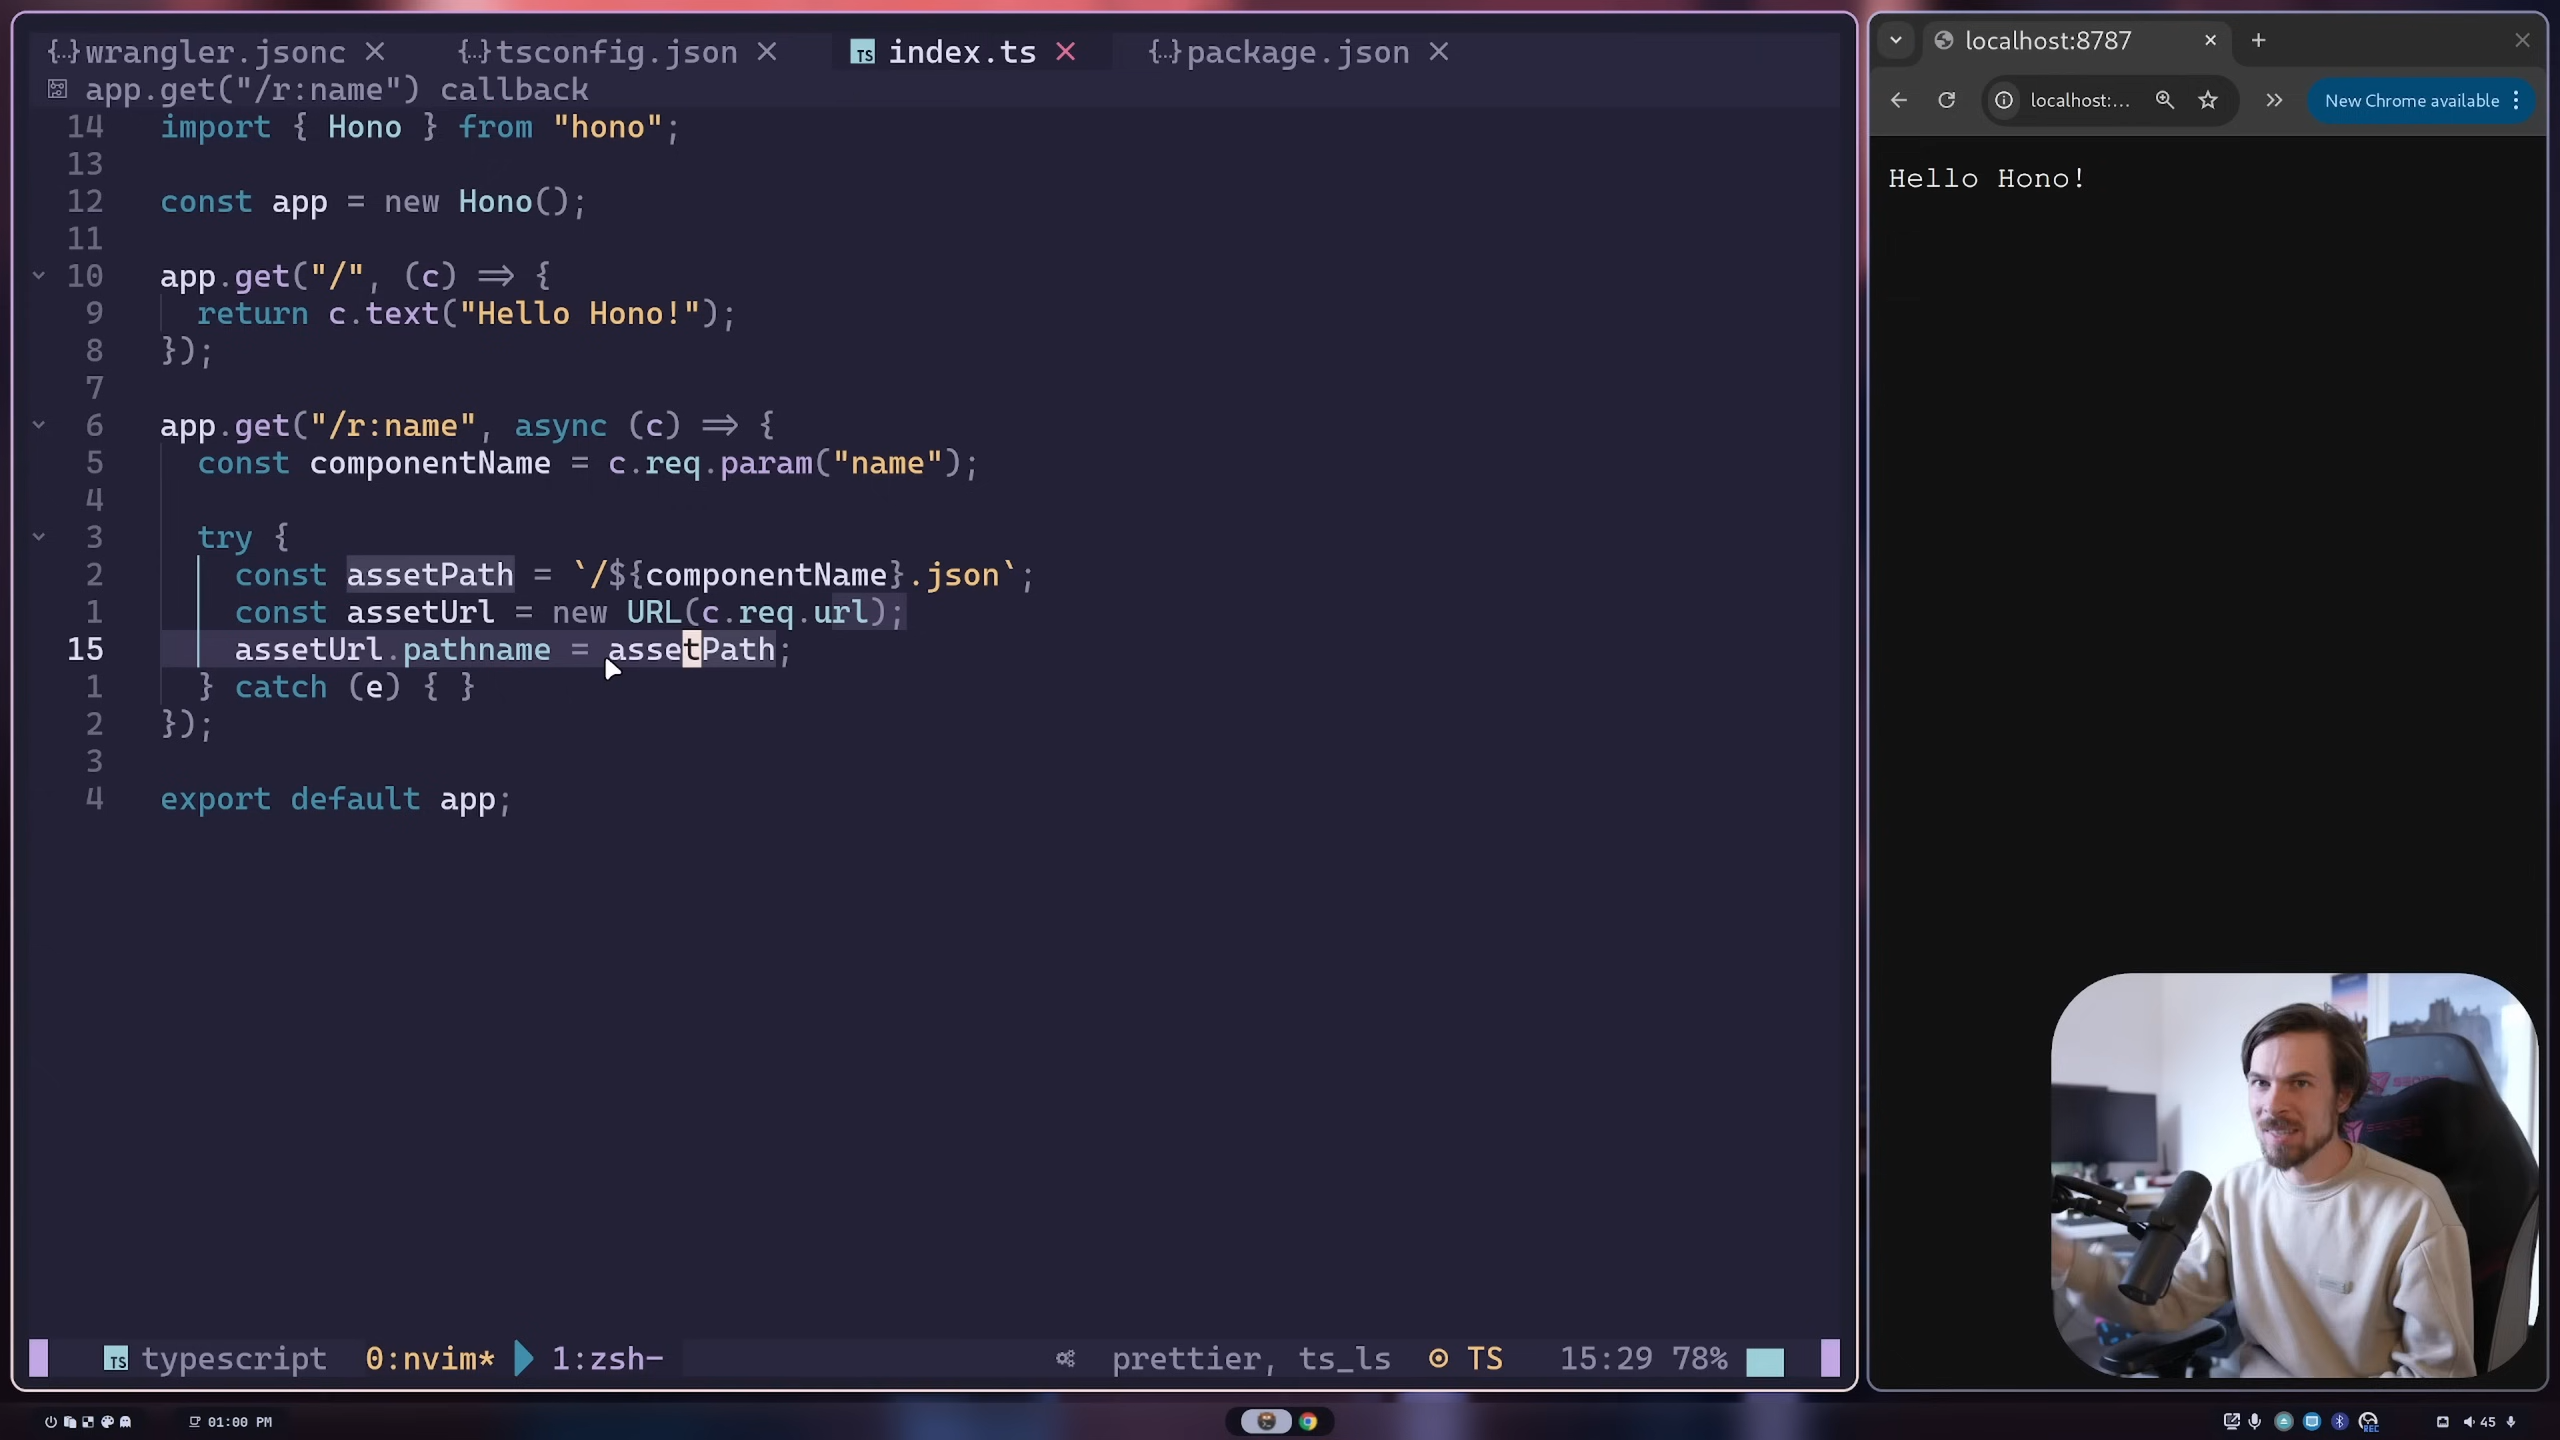 wrangler.jsonc
tsconfig.json
TS index.ts
package.json
app.get("/r:name") callback
14 import { Hono } from "hono";
13
12 const app = new Hono();
11
10 app.get("/", (c) => {
9 return c.text("Hello Hono!");
8 });
7
6 app.get("/r:name", async (c) => {
5 const componentName = c.req.param("name");
4
3 try {
2 const assetPath = `/${componentName}.json`;
1 const assetUrl = new URL(c.req.url);
15 assetUrl.pathname = assetPath;
1 } catch (e) { }
2 });
3
4 export default app;
TS typescript 0:nvim* 1:zsh- prettier, ts_ls TS 15:29 78%
localhost:8787
localhost:...
New Chrome available
Hello Hono!
01:00 PM
REC
45